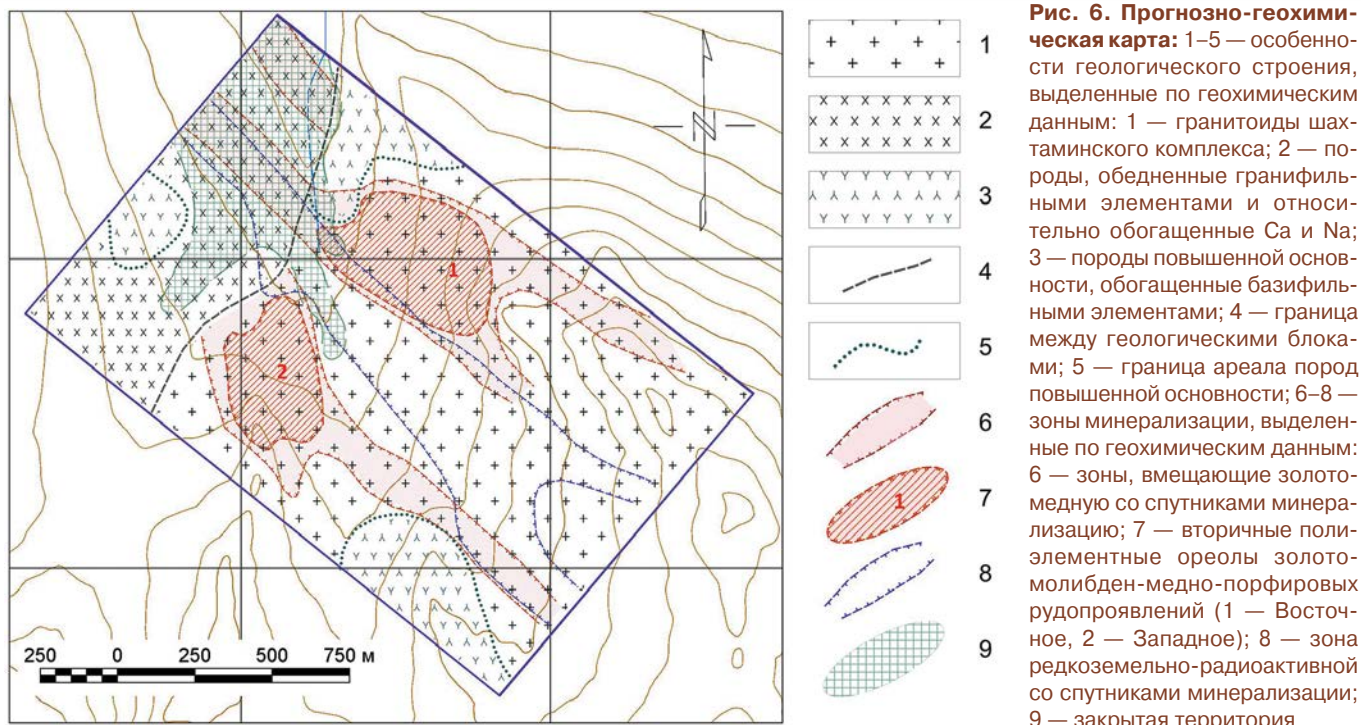 1
2
250 0 250 500 750 м
N
1
2
3
4
5
6
1
7
8
9
Рис. 6. Прогнозно-геохими-
ческая карта: 1–5 — особенно-
сти геологического строения,
выделенные по геохимическим
данным: 1 — гранитоиды шах-
таминского комплекса; 2 — по-
роды, обедненные гранифиль-
ными элементами и относи-
тельно обогащенные Ca и Na;
3 — породы повышенной основ-
ности, обогащенные базифиль-
ными элементами; 4 — граница
между геологическими блока-
ми; 5 — граница ареала пород
повышенной основности; 6–8 —
зоны минерализации, выделен-
ные по геохимическим данным:
6 — зоны, вмещающие золото-
медную со спутниками минера-
лизацию; 7 — вторичные поли-
элементные ореолы золото-
молибден-медно-порфировых
рудопроявлений (1 — Восточ-
ное, 2 — Западное); 8 — зона
редкоземельно-радиоактивной
со спутниками минерализации;
9 — закрытая территория